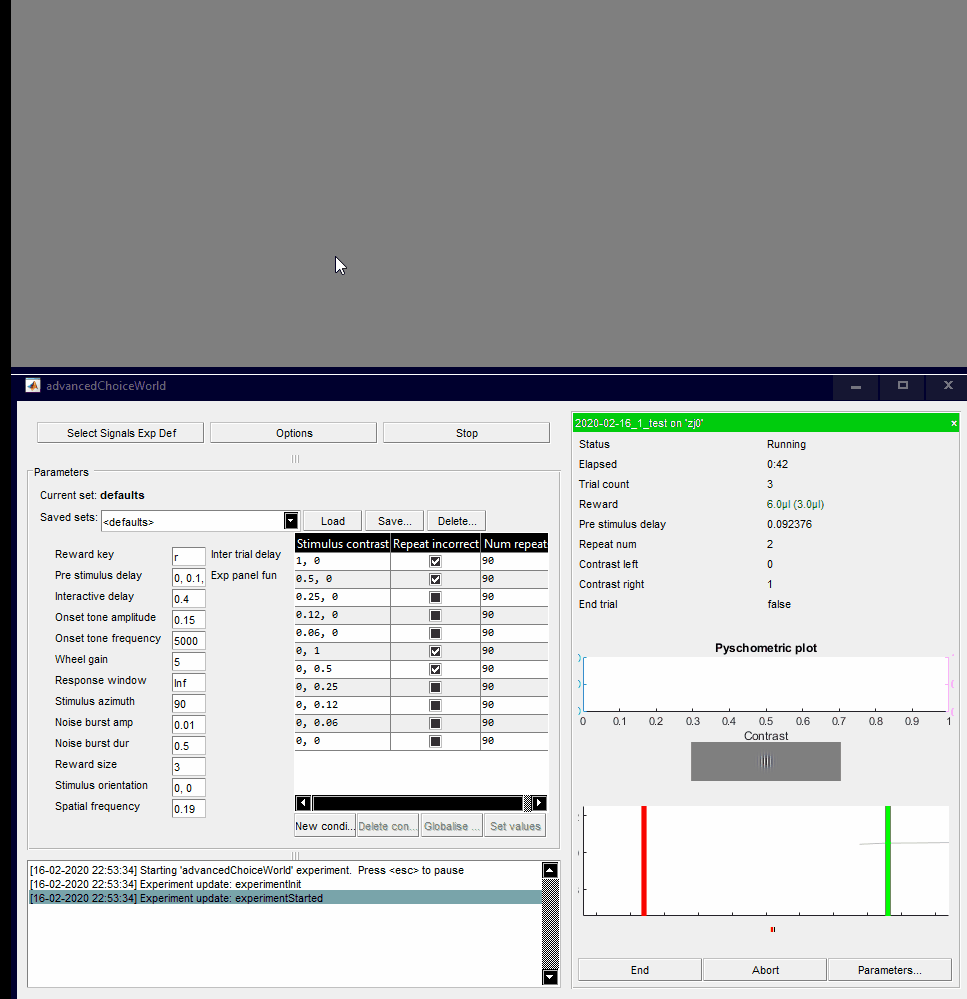 advancedChoiceWorld
Select Signals Exp Def
Options
Stop
Parameters
Current set: defaults
Saved sets:
<defaults>
Load
Save...
Delete...
Reward key
r
Inter trial delay
Pre stimulus delay
0, 0.1,
Exp panel fun
Interactive delay
0.4
Onset tone amplitude
0.15
Onset tone frequency
5000
Wheel gain
5
Response window
Inf
Stimulus azimuth
90
Noise burst amp
0.01
Noise burst dur
0.5
Reward size
3
Stimulus orientation
0, 0
Spatial frequency
0.19
Stimulus contrast Repeat incorrect Num repeat
1, 0 90
0.5, 0 90
0.25, 0 90
0.12, 0 90
0.06, 0 90
0, 1 90
0, 0.5 90
0, 0.25 90
0, 0.12 90
0, 0.06 90
0, 0 90
New condi...
Delete con...
Globalise ...
Set values
[16-02-2020 22:53:34] Starting 'advancedChoiceWorld' experiment. Press <esc> to pause
[16-02-2020 22:53:34] Experiment update: experimentInit
[16-02-2020 22:53:34] Experiment update: experimentStarted
2020-02-16_1_test on 'zj0'
Status Running
Elapsed 0:42
Trial count 3
Reward 6.0µl (3.0µl)
Pre stimulus delay 0.092376
Repeat num 2
Contrast left 0
Contrast right 1
End trial false
Pyschometric plot
0 0.1 0.2 0.3 0.4 0.5 0.6 0.7 0.8 0.9 1
Contrast
End
Abort
Parameters...